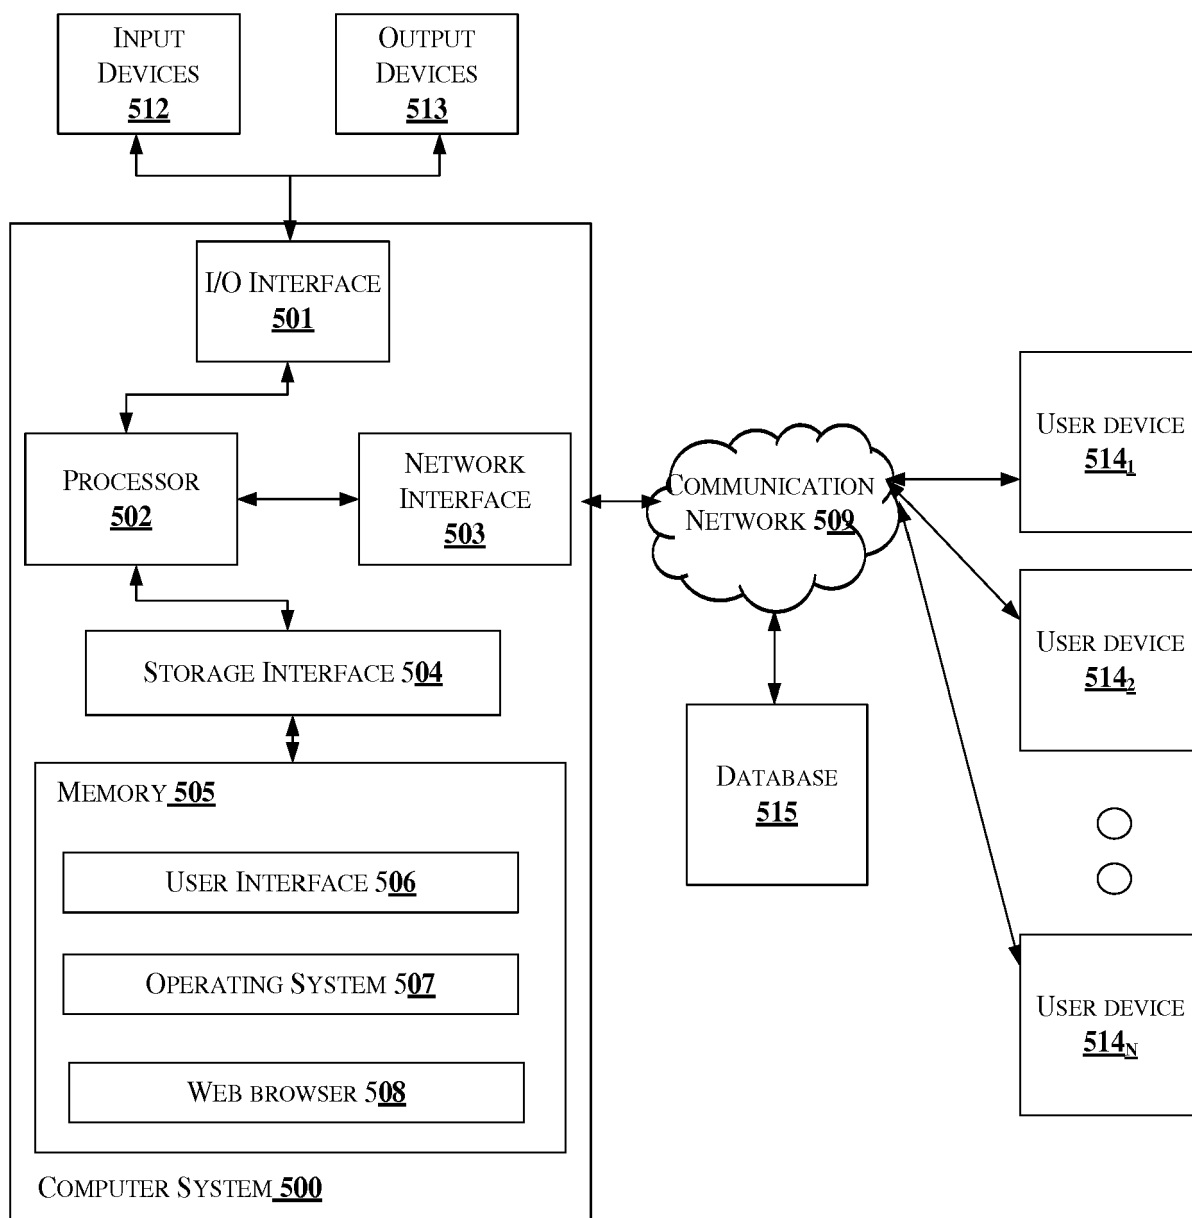 INPUT
DEVICES
512
OUTPUT
DEVICES
513
I/O INTERFACE
501
PROCESSOR
502
NETWORK
INTERFACE
503
STORAGE INTERFACE 504
MEMORY 505
USER INTERFACE 506
OPERATING SYSTEM 507
WEB BROWSER 508
COMPUTER SYSTEM 500
COMMUNICATION
NETWORK 509
DATABASE
515
USER DEVICE
514₁
USER DEVICE
514₂
USER DEVICE
514N